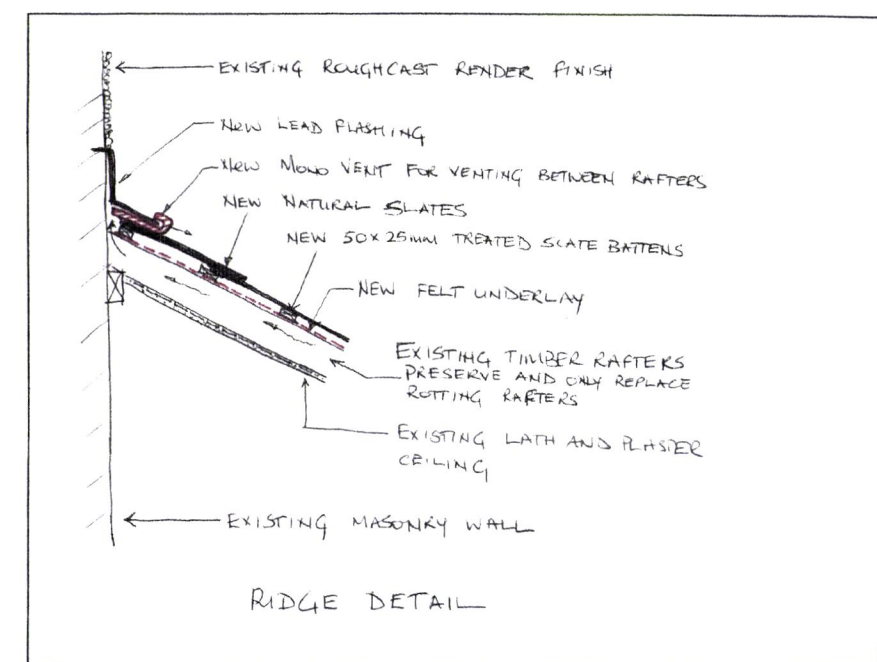 EXISTING ROUGHCAST RENDER FINISH
NEW LEAD FLASHING
NEW MONO VENT FOR VENTING BETWEEN RAFTERS
NEW NATURAL SLATES
NEW 50 x 25mm TREATED SLATE BATTENS
NEW FELT UNDERLAY
EXISTING TIMBER RAFTERS
PRESERVE AND ONLY REPLACE
ROTTING RAFTERS
EXISTING LATH AND PLASTER
CEILING
EXISTING MASONRY WALL
RIDGE DETAIL